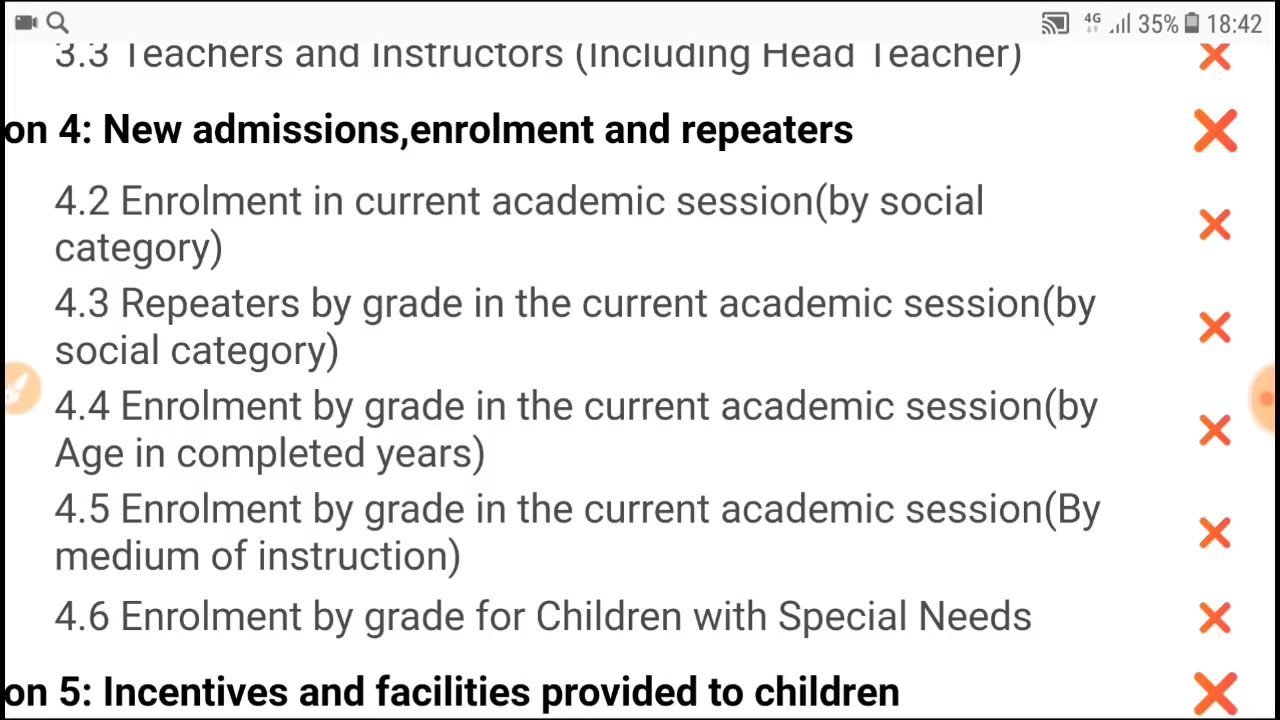 4G 35% 18:42
3.3 Teachers and Instructors (Including Head Teacher)
on 4: New admissions,enrolment and repeaters
4.2 Enrolment in current academic session(by social
category)
4.3 Repeaters by grade in the current academic session(by
social category)
4.4 Enrolment by grade in the current academic session(by
Age in completed years)
4.5 Enrolment by grade in the current academic session(By
medium of instruction)
4.6 Enrolment by grade for Children with Special Needs
on 5: Incentives and facilities provided to children